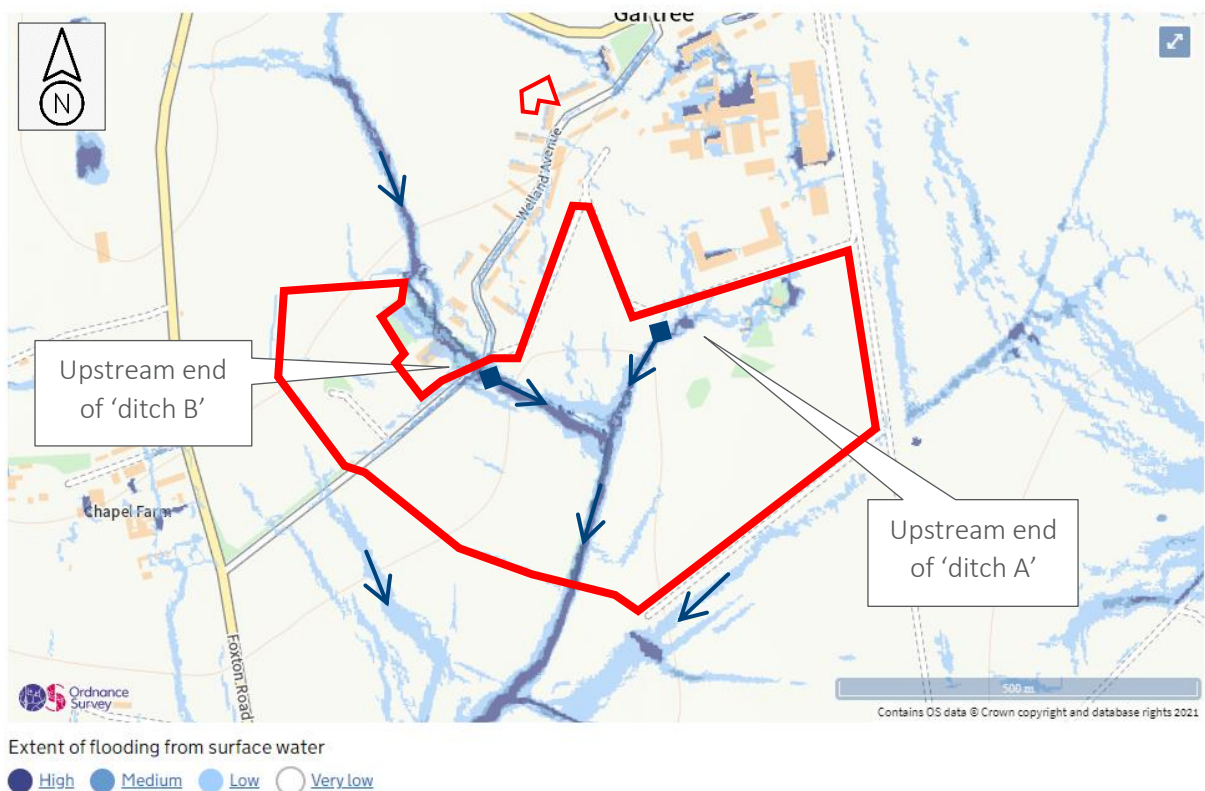 Gartree
N
Welland Avenue
Upstream end
of ‘ditch B’
Chapel Farm
Upstream end
of ‘ditch A’
Foxton Road
Ordnance
Survey
500 m
Contains OS data © Crown copyright and database rights 2021
Extent of flooding from surface water
High Medium Low Very low